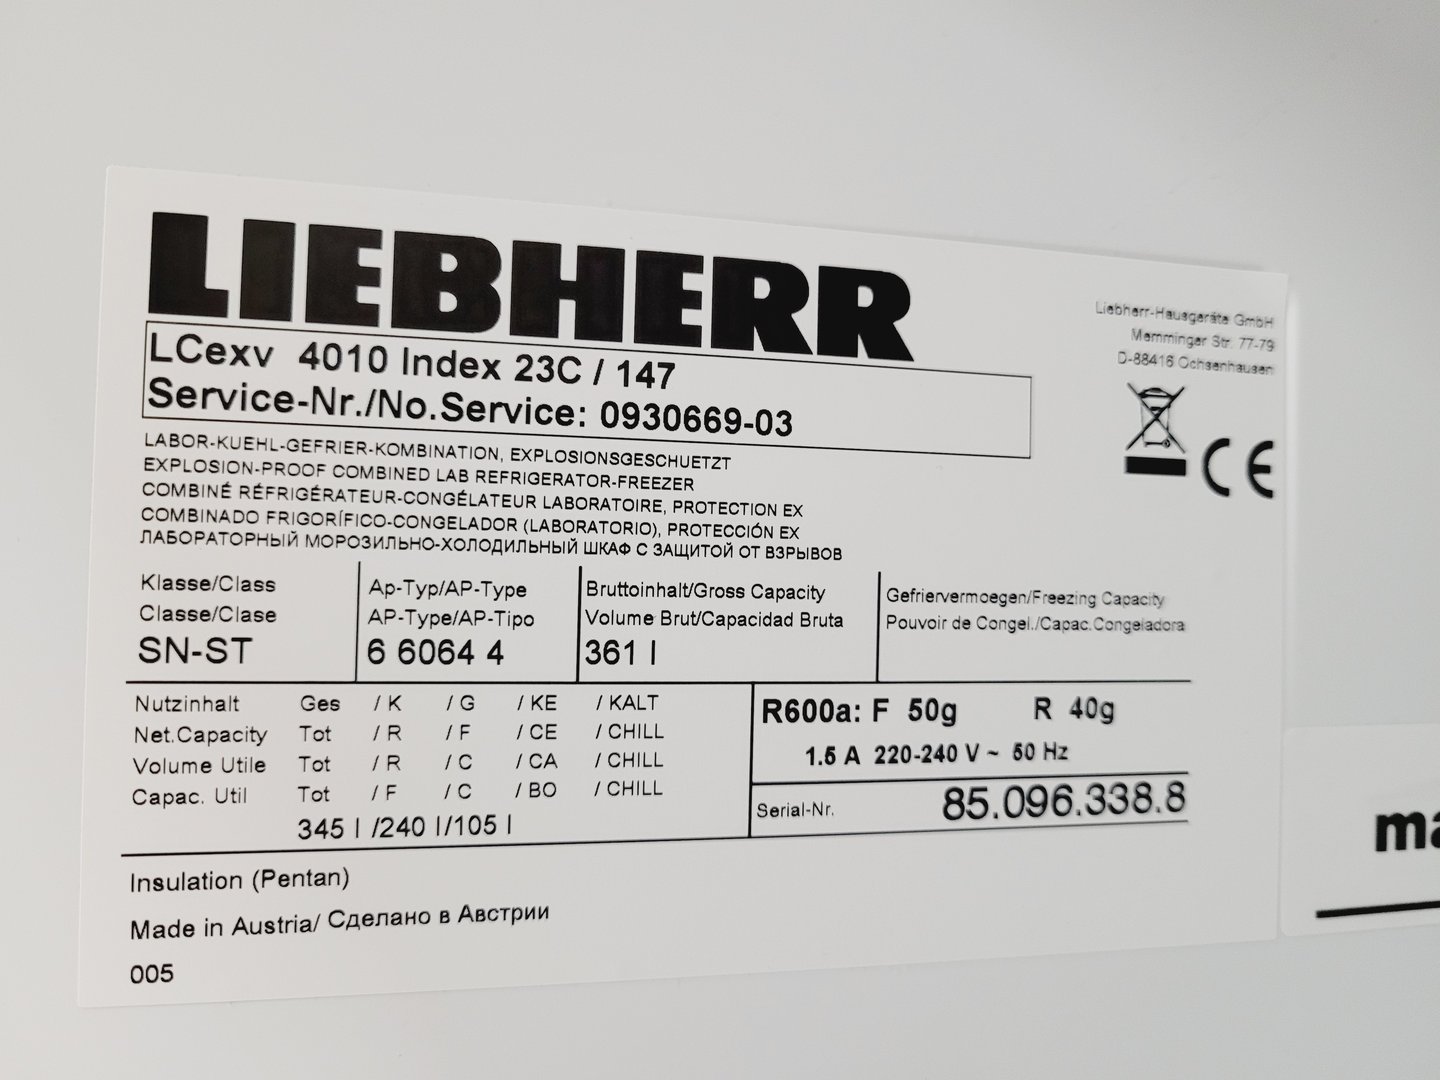 LIEBHERR
LCexv 4010 Index 23C / 147
Service-Nr./No.Service: 0930669-03
Liebherr-Hausgeräte GmbH
Memminger Str. 77-79
D-88416 Ochsenhausen
CE
LABOR-KUEHL-GEFRIER-KOMBINATION, EXPLOSIONSGESCHUETZT
EXPLOSION-PROOF COMBINED LAB REFRIGERATOR-FREEZER
COMBINÉ RÉFRIGÉRATEUR-CONGÉLATEUR LABORATOIRE, PROTECTION EX
COMBINADO FRIGORÍFICO-CONGELADOR (LABORATORIO), PROTECCIÓN EX
ЛАБОРАТОРНЫЙ МОРОЗИЛЬНО-ХОЛОДИЛЬНЫЙ ШКАФ С ЗАЩИТОЙ ОТ ВЗРЫВОВ
Klasse/Class
Classe/Clase
SN-ST
Ap-Typ/AP-Type
AP-Type/AP-Tipo
6 6064 4
Bruttoinhalt/Gross Capacity
Volume Brut/Capacidad Bruta
361 l
Gefriervermoegen/Freezing Capacity
Pouvoir de Congel./Capac.Congeladora
Nutzinhalt Ges / K / G / KE / KALT
Net.Capacity Tot / R / F / CE / CHILL
Volume Utile Tot / R / C / CA / CHILL
Capac. Util Tot / F / C / BO / CHILL
345 l /240 l/105 l
R600a: F 50g R 40g
1.5 A 220-240 V ~ 50 Hz
Serial-Nr. 85.096.338.8
Insulation (Pentan)
Made in Austria/ Сделано в Австрии
005